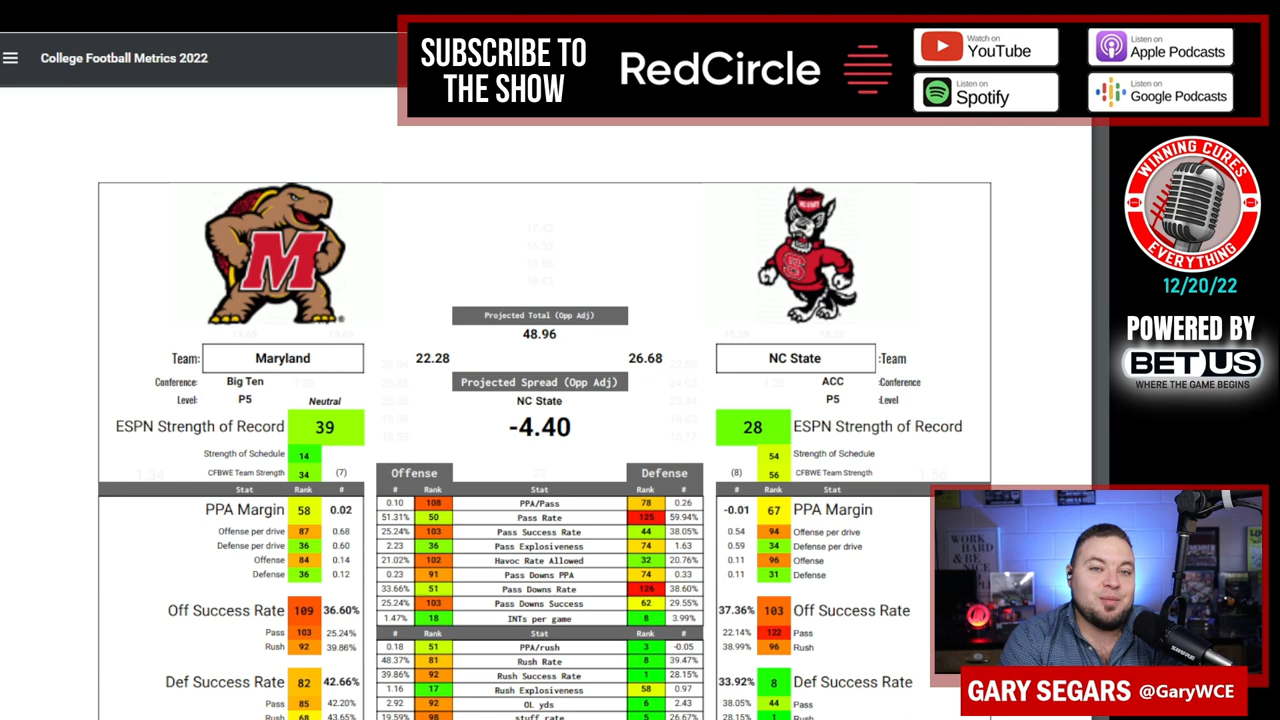 College Football Metrics 2022
SUBSCRIBE TO
THE SHOW
RedCircle
Watch on
YouTube
Listen on
Apple Podcasts
Listen on
Spotify
Listen on
Google Podcasts
WINNING CURES
EVERYTHING
12/20/22
POWERED BY
BETUS
WHERE THE GAME BEGINS
M
Projected Total (Opp Adj)
48.96
Team: Maryland 22.28 26.68 NC State :Team
Conference: Big Ten Projected Spread (Opp Adj) ACC :Conference
Level: P5 Neutral NC State P5 :Level
ESPN Strength of Record 39 -4.40 28 ESPN Strength of Record
Strength of Schedule 14 54 Strength of Schedule
CFBWE Team Strength 34 (7) Offense Defense (8) 56 CFBWE Team Strength
Stat Rank # # Rank Stat Rank # # Rank Stat
PPA Margin 58 0.02 -0.01 67 PPA Margin
0.10 108 PPA/Pass 78 0.26
51.31% 50 Pass Rate 125 59.94%
Offense per drive 87 0.68 25.24% 103 Pass Success Rate 44 38.05% 0.54 94 Offense per drive
Defense per drive 36 0.60 2.23 36 Pass Explosiveness 74 1.63 0.59 34 Defense per drive
Offense 84 0.14 21.02% 102 Havoc Rate Allowed 32 20.76% 0.11 96 Offense
Defense 36 0.12 0.23 91 Pass Downs PPA 74 0.33 0.11 31 Defense
33.66% 51 Pass Downs Rate 126 38.60%
Off Success Rate 109 36.60% 25.24% 103 Pass Downs Success 62 29.55% 37.36% 103 Off Success Rate
1.47% 18 INTs per game 8 3.99%
Pass 103 25.24% # Rank Stat Rank # 22.14% 122 Pass
Rush 92 39.86% 0.18 51 PPA/rush 3 -0.05 38.99% 96 Rush
48.37% 81 Rush Rate 8 39.47%
39.86% 92 Rush Success Rate 1 28.15%
Def Success Rate 82 42.66% 1.16 17 Rush Explosiveness 58 0.97 33.92% 8 Def Success Rate
Pass 85 42.20% 2.92 92 OL yds 6 2.43 38.05% 44 Pass
Rush 68 43.65% 19.59% 98 stuff rate 5 26.67% 28.15% 1 Rush
GARY SEGARS @GaryWCE